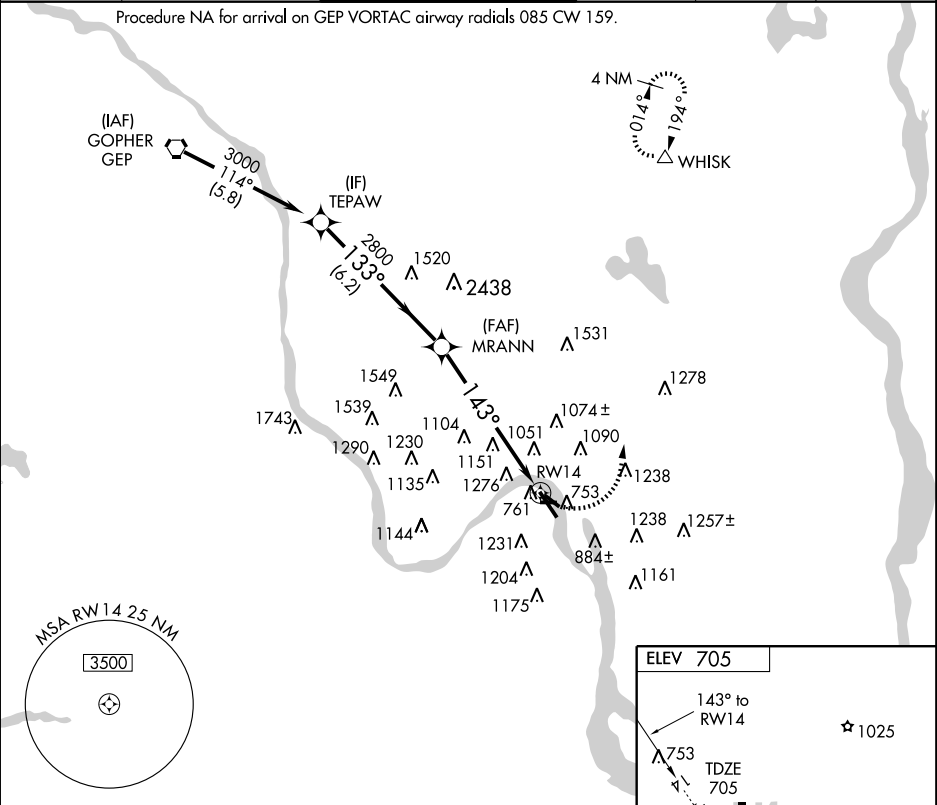 Procedure NA for arrival on GEP VORTAC airway radials 085 CW 159.
4 NM
014°
194°
WHISK
(IAF)
GOPHER
GEP
3000
114°
(5.8)
(IF)
TEPAW
2800
133°
(6.2)
1520
2438
(FAF)
MRANN
1531
1278
1549
143°
1539
1743
1104
1074±
1051
1090
1290
1230
1151
RW14
1135
1276
1238
761
753
1144
1231
1238
1257±
884±
1204
1161
1175
MSA RW14 25 NM
3500
ELEV 705
143° to
RW14
1025
753
TDZE
705